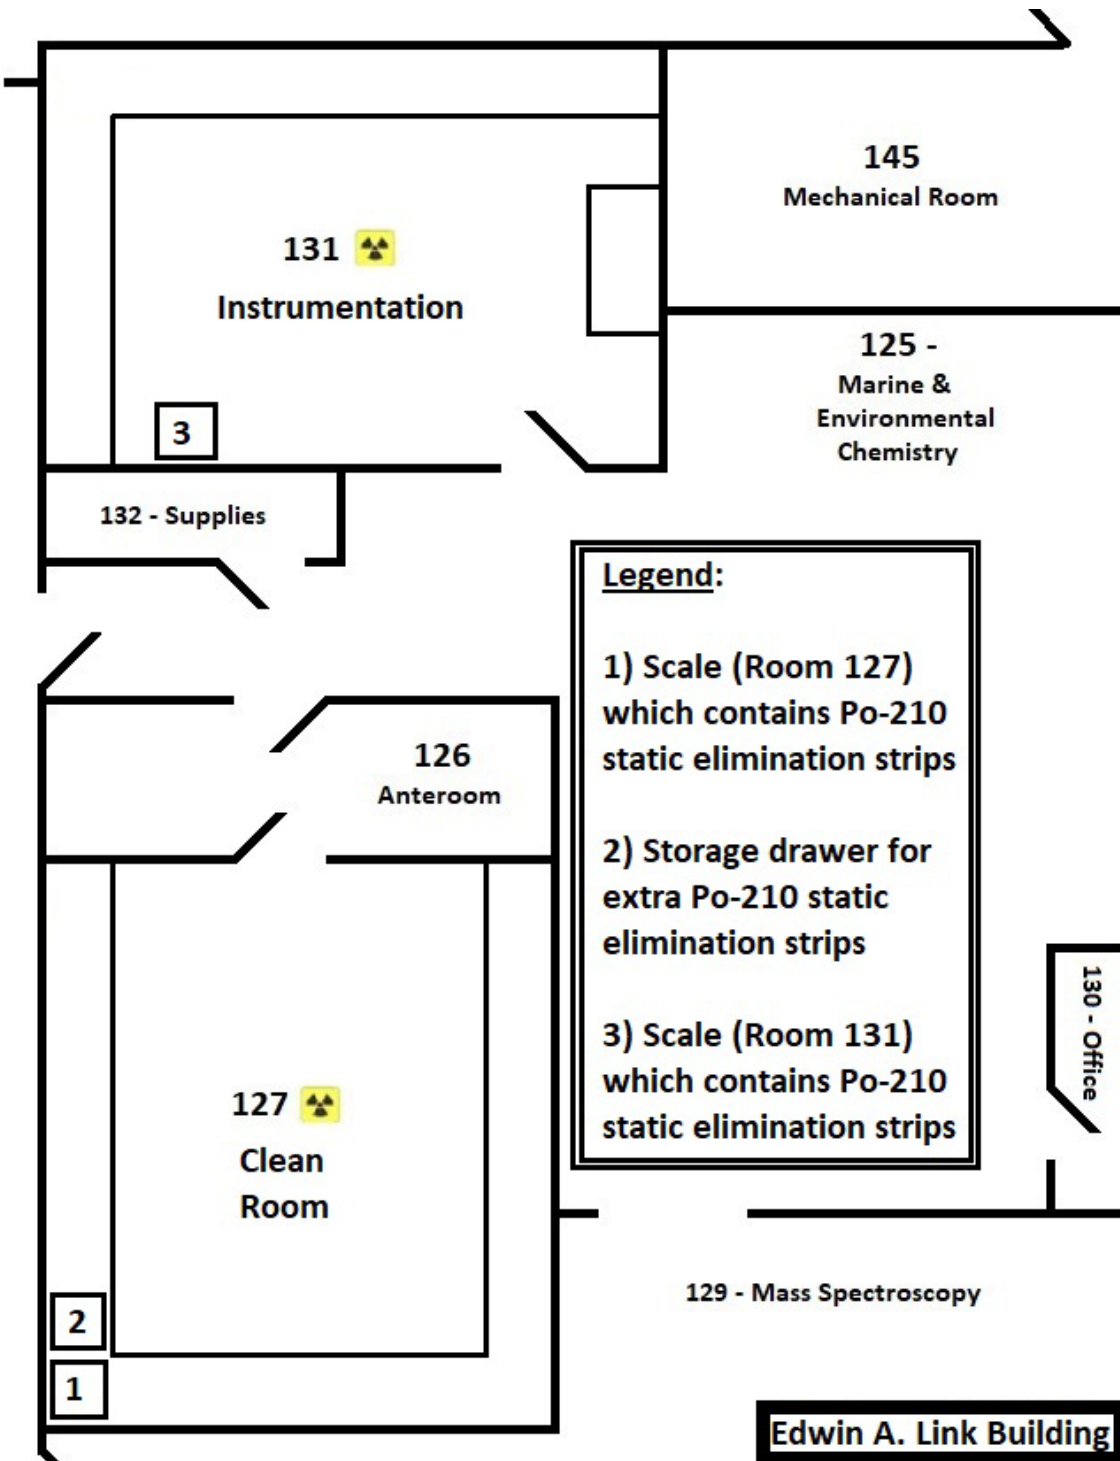 145
Mechanical Room
131
Instrumentation
125 -
Marine &
Environmental
Chemistry
3
132 - Supplies
Legend:
1) Scale (Room 127)
which contains Po-210
static elimination strips
2) Storage drawer for
extra Po-210 static
elimination strips
3) Scale (Room 131)
which contains Po-210
static elimination strips
126
Anteroom
130 - Office
127
Clean
Room
129 - Mass Spectroscopy
2
1
Edwin A. Link Building